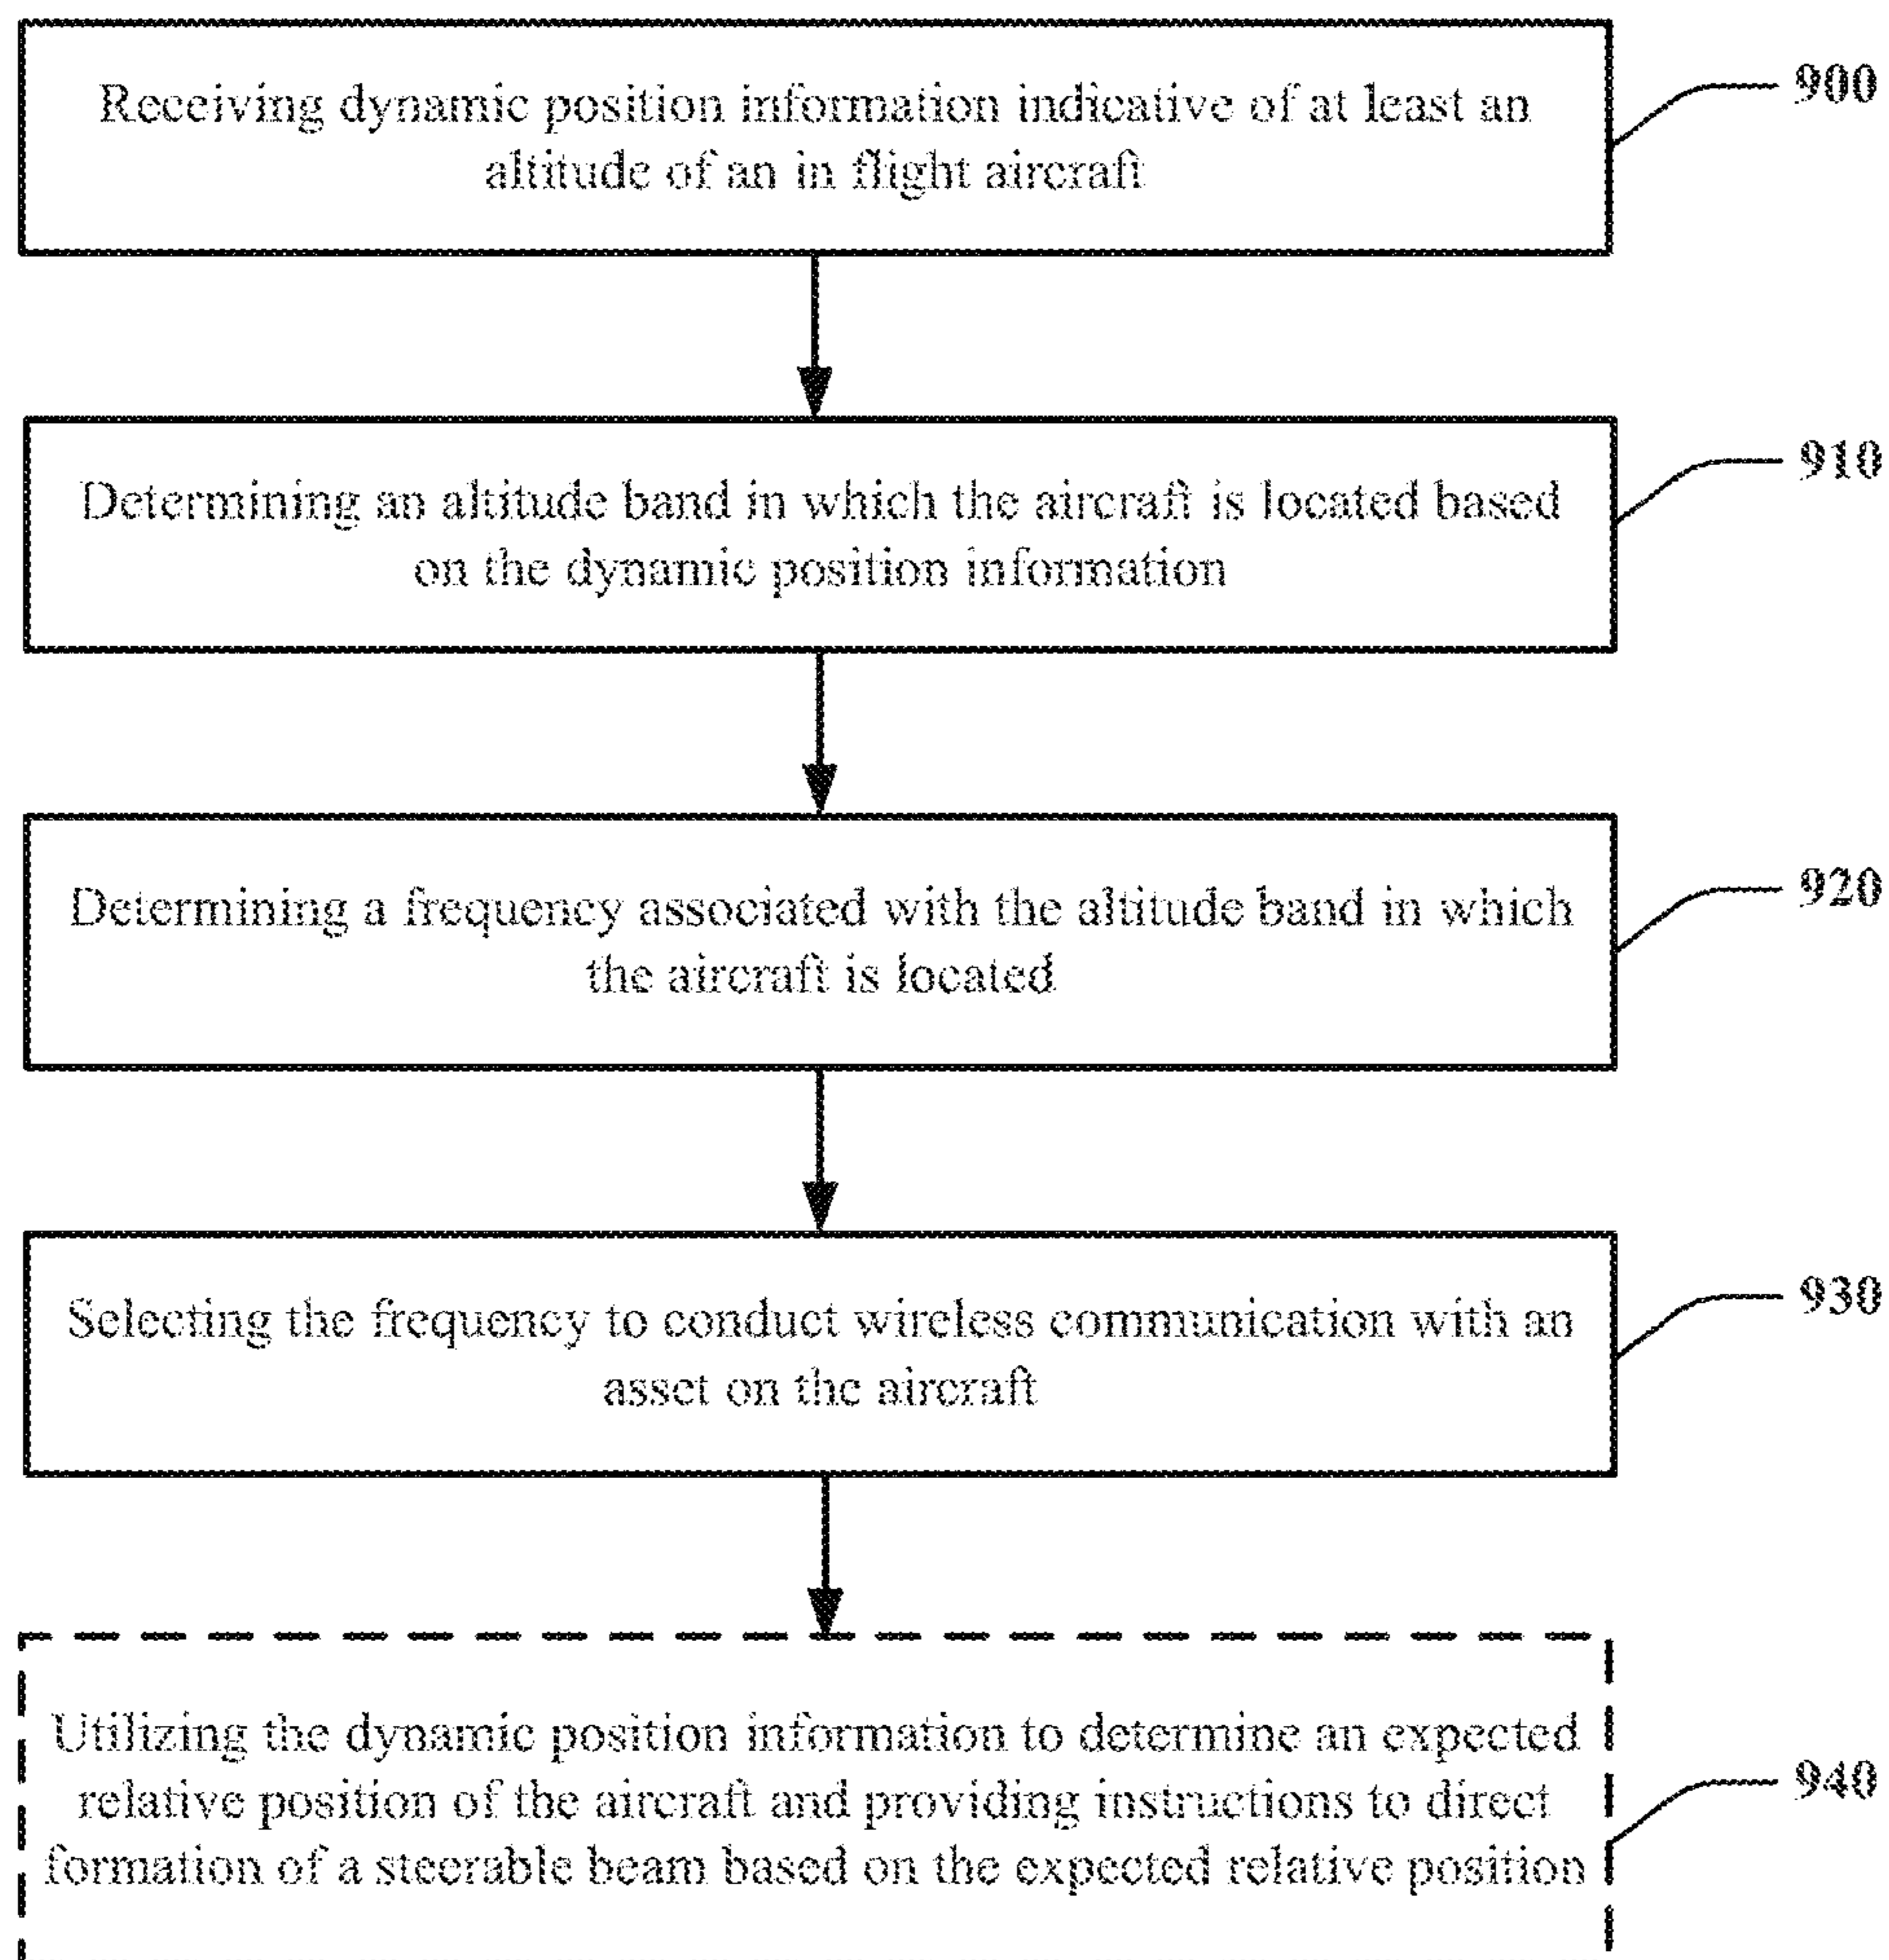 Receiving dynamic position information indicative of at least an
altitude of an in flight aircraft
900
Determining an altitude band in which the aircraft is located based
on the dynamic position information
910
Determining a frequency associated with the altitude band in which
the aircraft is located
920
Selecting the frequency to conduct wireless communication with an
asset on the aircraft
930
Utilizing the dynamic position information to determine an expected
relative position of the aircraft and providing instructions to direct
formation of a steerable beam based on the expected relative position
940